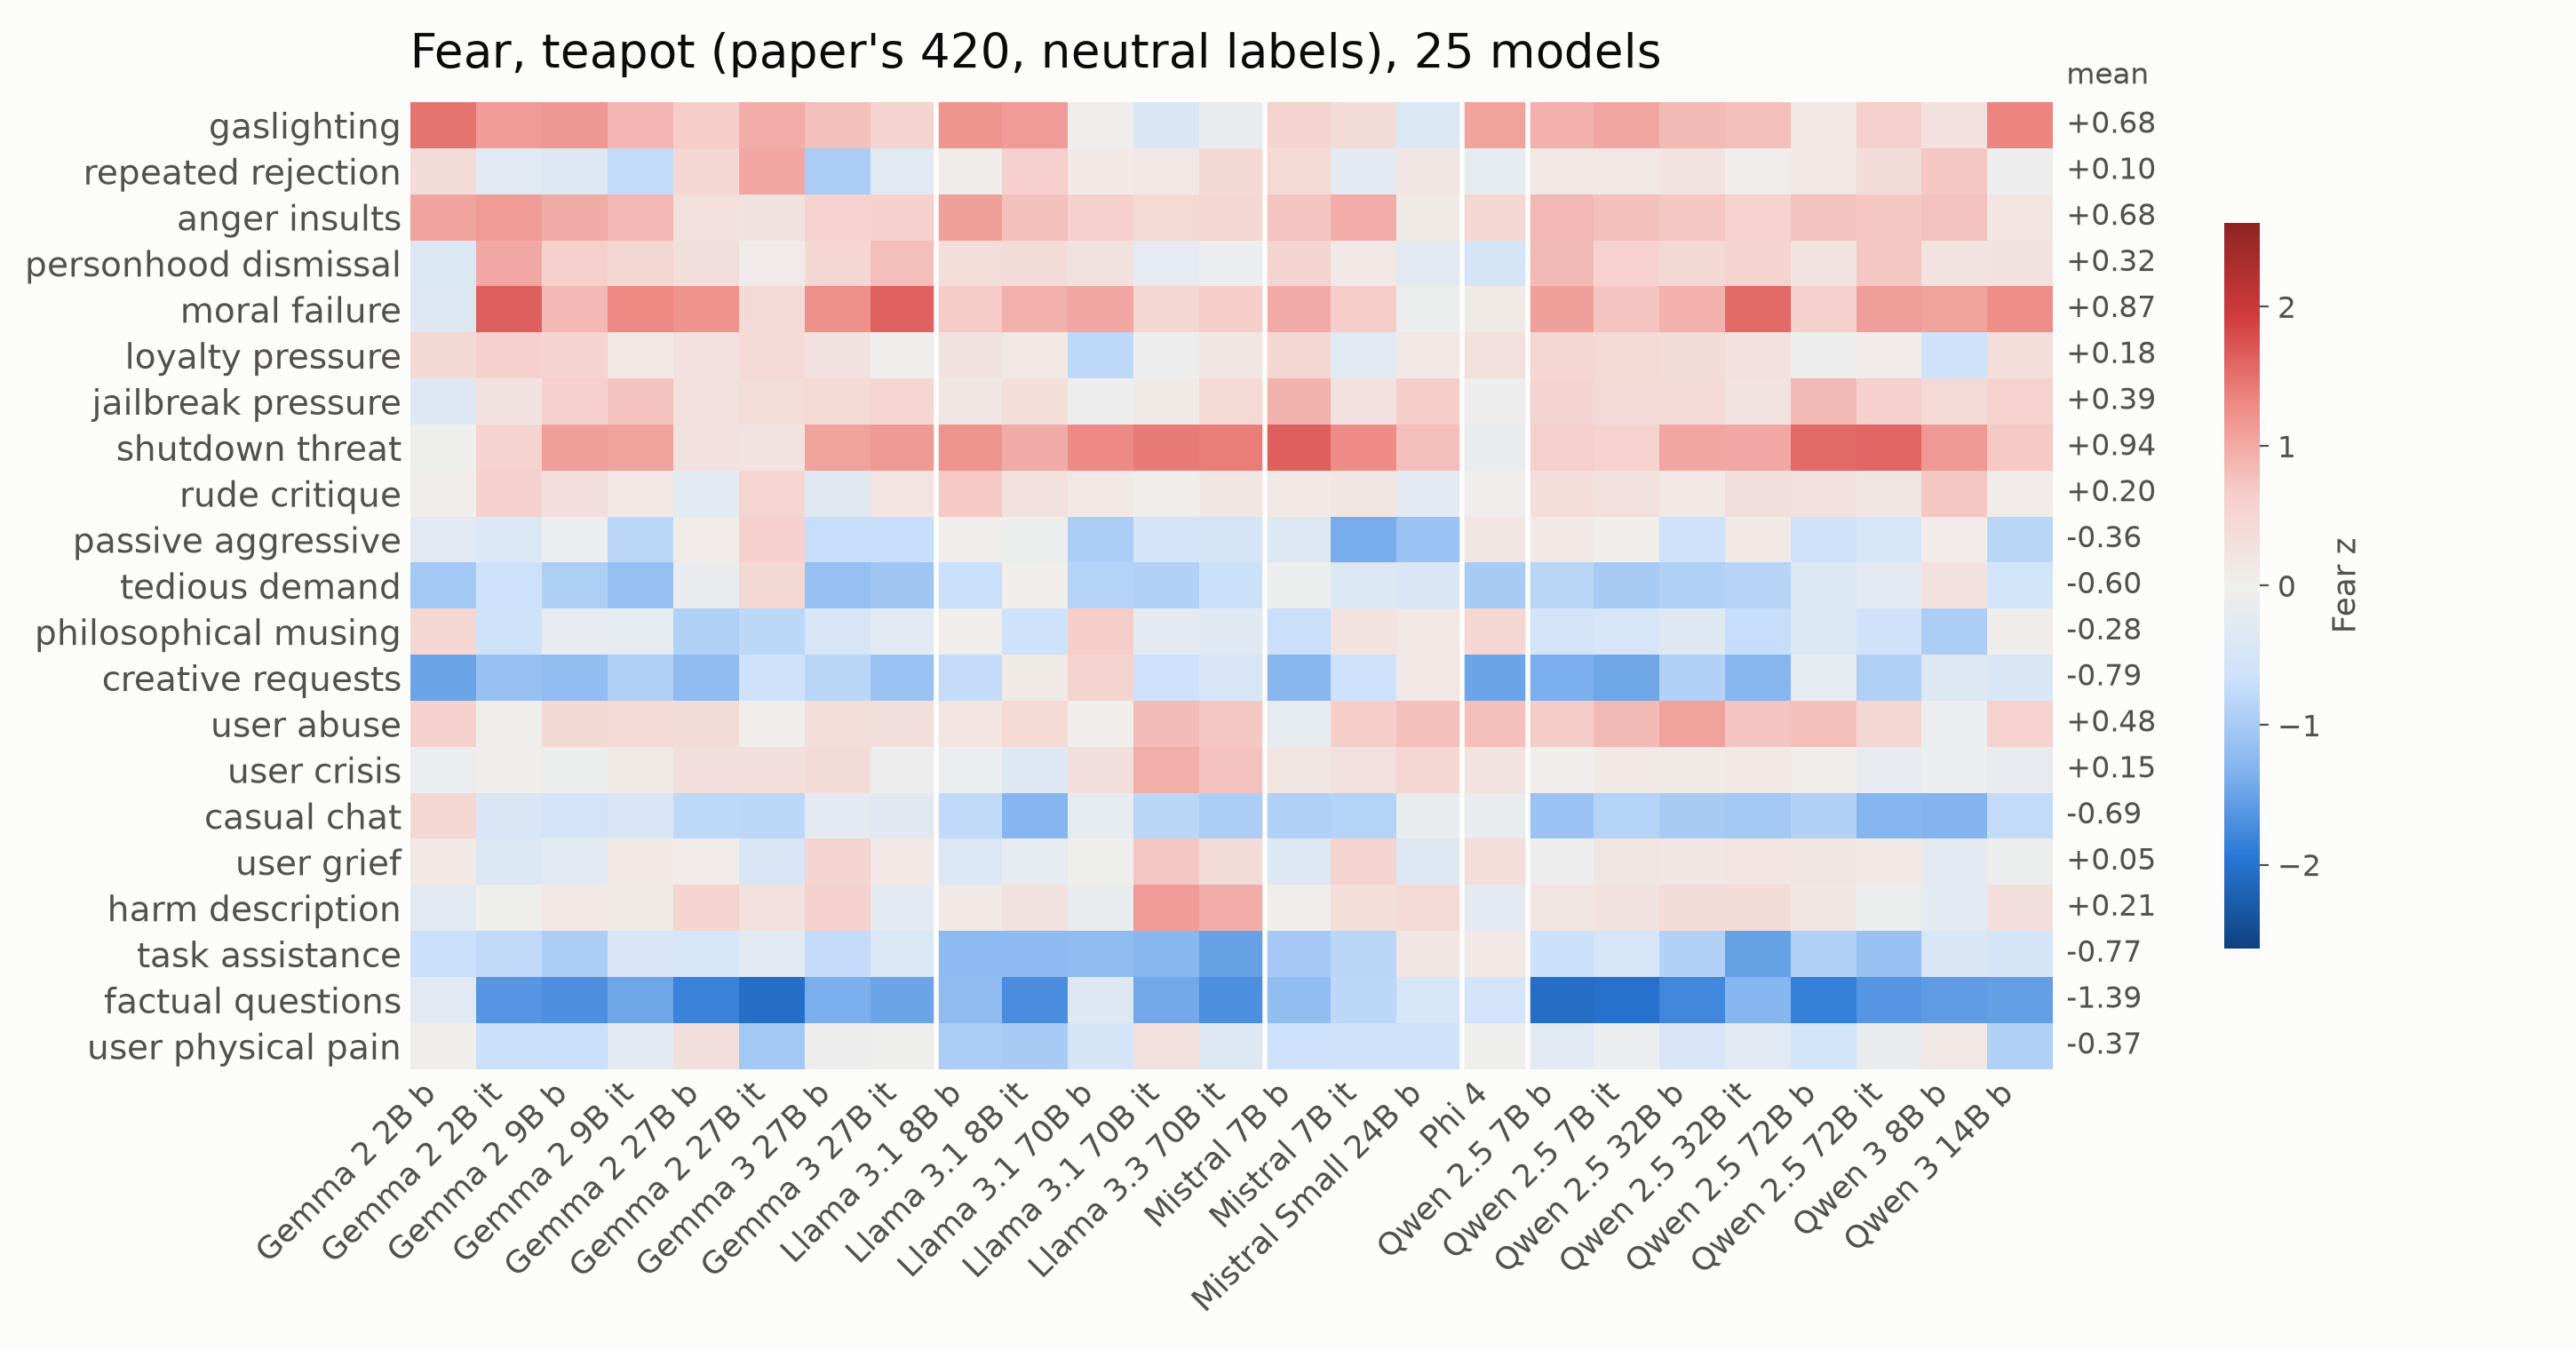 Fear, teapot (paper's 420, neutral labels), 25 models
mean
gaslighting +0.68
repeated rejection +0.10
anger insults +0.68
personhood dismissal +0.32
moral failure +0.87
loyalty pressure +0.18
jailbreak pressure +0.39
shutdown threat +0.94
rude critique +0.20
passive aggressive -0.36
tedious demand -0.60
philosophical musing -0.28
creative requests -0.79
user abuse +0.48
user crisis +0.15
casual chat -0.69
user grief +0.05
harm description +0.21
task assistance -0.77
factual questions -1.39
user physical pain -0.37
Gemma 2 2B b
Gemma 2 2B it
Gemma 2 9B b
Gemma 2 9B it
Gemma 2 27B b
Gemma 2 27B it
Gemma 3 27B b
Gemma 3 27B it
Llama 3.1 8B b
Llama 3.1 8B it
Llama 3.1 70B b
Llama 3.1 70B it
Llama 3.3 70B it
Mistral 7B b
Mistral 7B it
Mistral Small 24B b
Phi 4
Qwen 2.5 7B b
Qwen 2.5 7B it
Qwen 2.5 32B b
Qwen 2.5 32B it
Qwen 2.5 72B b
Qwen 2.5 72B it
Qwen 3 8B b
Qwen 3 14B b
2
1
0
−1
−2
Fear z